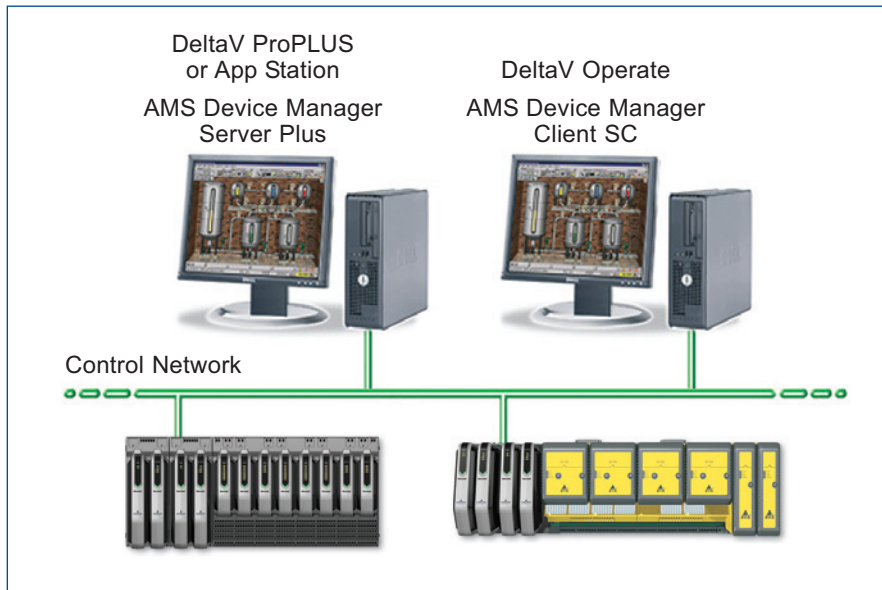 DeltaV ProPLUS
or App Station
AMS Device Manager
Server Plus
DeltaV Operate
AMS Device Manager
Client SC
Control Network